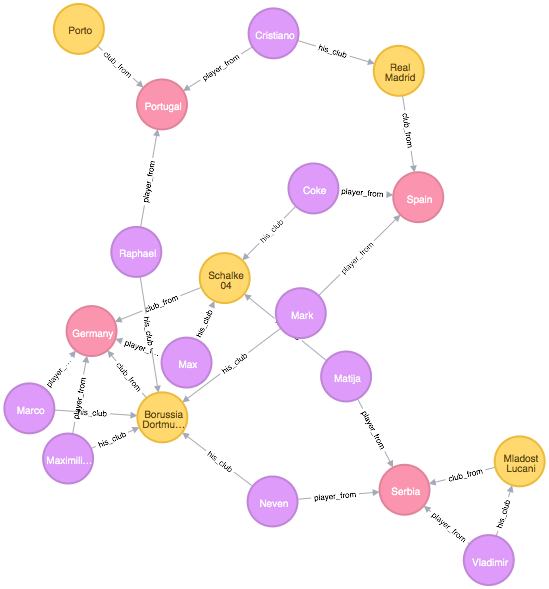 Porto
Cristiano
his_club
club_from
player_from
Real
Madrid
Portugal
club_from
player_from
Coke
player_from
Spain
his_club
player_from
Raphael
Schalke
04
club_from
Mark
his_club
his_club
Germany
player_f…
his_club
Max
club_from
his_club
Matija
player_…
player_from
Marco
his_club
Borussia
Dortmu…
player_from
his_club
Maximili…
his_club
Mladost
Lucani
club_from
Serbia
player_from
Neven
his_club
player_from
Vladimir